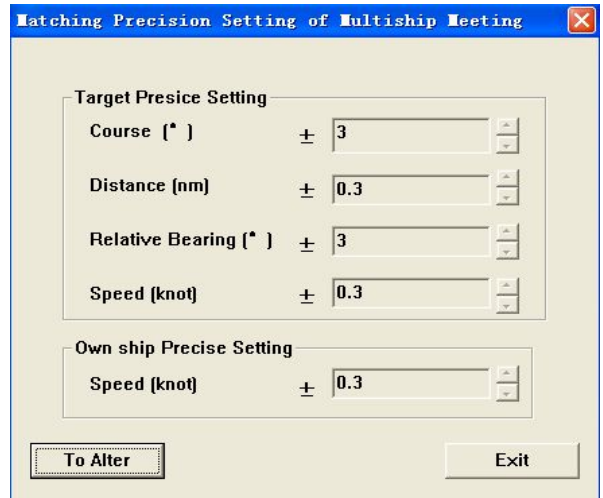 Matching Precision Setting of Multiship Meeting
Target Presice Setting
Course (° ) ± 3
Distance (nm) ± 0.3
Relative Bearing (° ) ± 3
Speed (knot) ± 0.3
Own ship Precise Setting
Speed (knot) ± 0.3
To Alter Exit